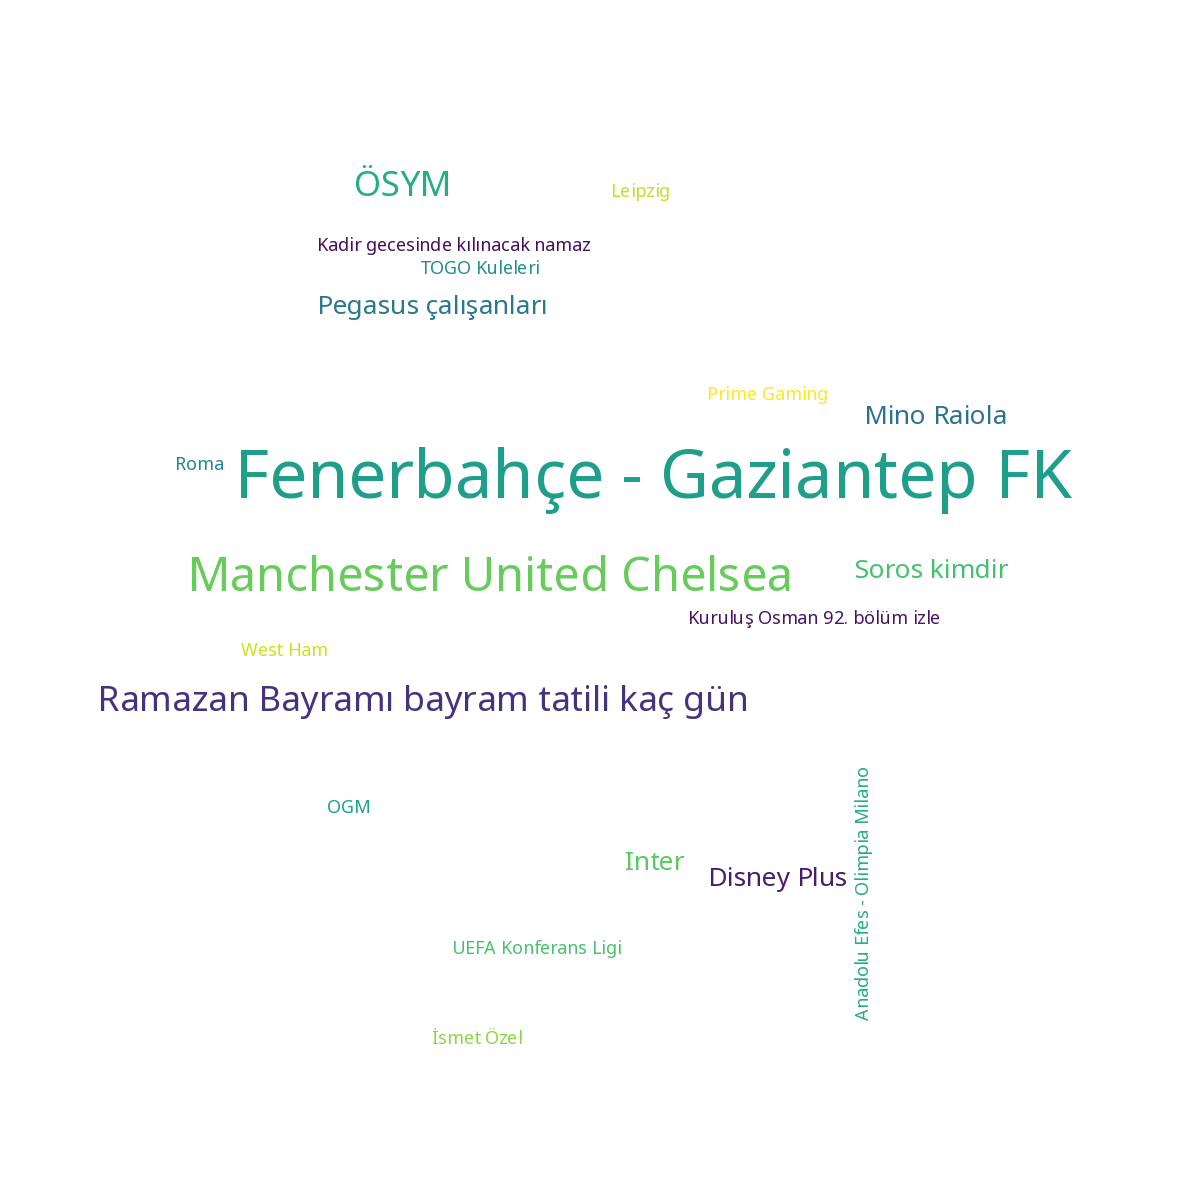 ÖSYM
Leipzig
Kadir gecesinde kılınacak namaz
TOGO Kuleleri
Pegasus çalışanları
Prime Gaming
Mino Raiola
Roma
Fenerbahçe - Gaziantep FK
Manchester United Chelsea
Soros kimdir
Kuruluş Osman 92. bölüm izle
West Ham
Ramazan Bayramı bayram tatili kaç gün
OGM
Inter
Disney Plus
Anadolu Efes - Olimpia Milano
UEFA Konferans Ligi
İsmet Özel